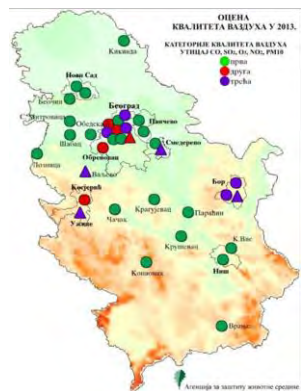 ОЦЕНА
КВАЛИТЕТА ВАЗДУХА У 2013.
КАТЕГОРИЈЕ КВАЛИТЕТА ВАЗДУХА
УТИЦАЈ CO, SO₂, O₃, NO₂, PM10
прва
друга
трећа
Кикинда
Нови Сад
Беочин
С.Митровица
Обедска
Београд
Панчево
Шабац
Смедерево
Лозница
Обреновац
Ваљево
Бор
Косјерић
Ужице
Чачак
Крагујевац
Параћин
Крушевац
К.Вис
Копаоник
Ниш
Врање
Агенција за заштиту животне средине